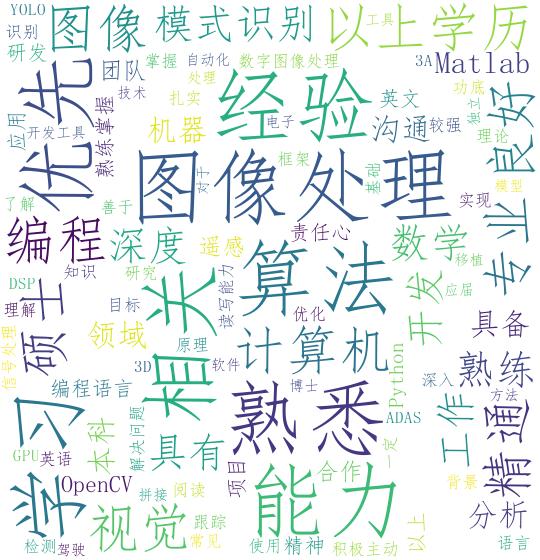 YOLO
图像
模式识别
以上学历
识别
研发
优先
团队
掌握
自动化
数字图像处理
工具
3A
Matlab
处理
技术
扎实
经验
英文
功底
应用
开发工具
熟练掌握
机器
电子
沟通
较强
独立
良好
理论
图像处理
框架
基础
模型
了解
善于
对于
实现
专业
编程
深度
遥感
责任心
数学
移植
DSP
知识
研究
算法
开发
应届
理解
硕士
目标
相关
读写能力
优化
具备
信号处理
领域
原理
计算机
3D
软件
Python
熟练
编程语言
博士
深入
方法
学习
本科
解决问题
熟悉
ADAS
工作
精通
GPU
英语
具有
项目
合作
一定
OpenCV
拼接
阅读
能力
背景
视觉
跟踪
以上
分析
检测
驾驶
常见
使用
精神
积极主动
语言